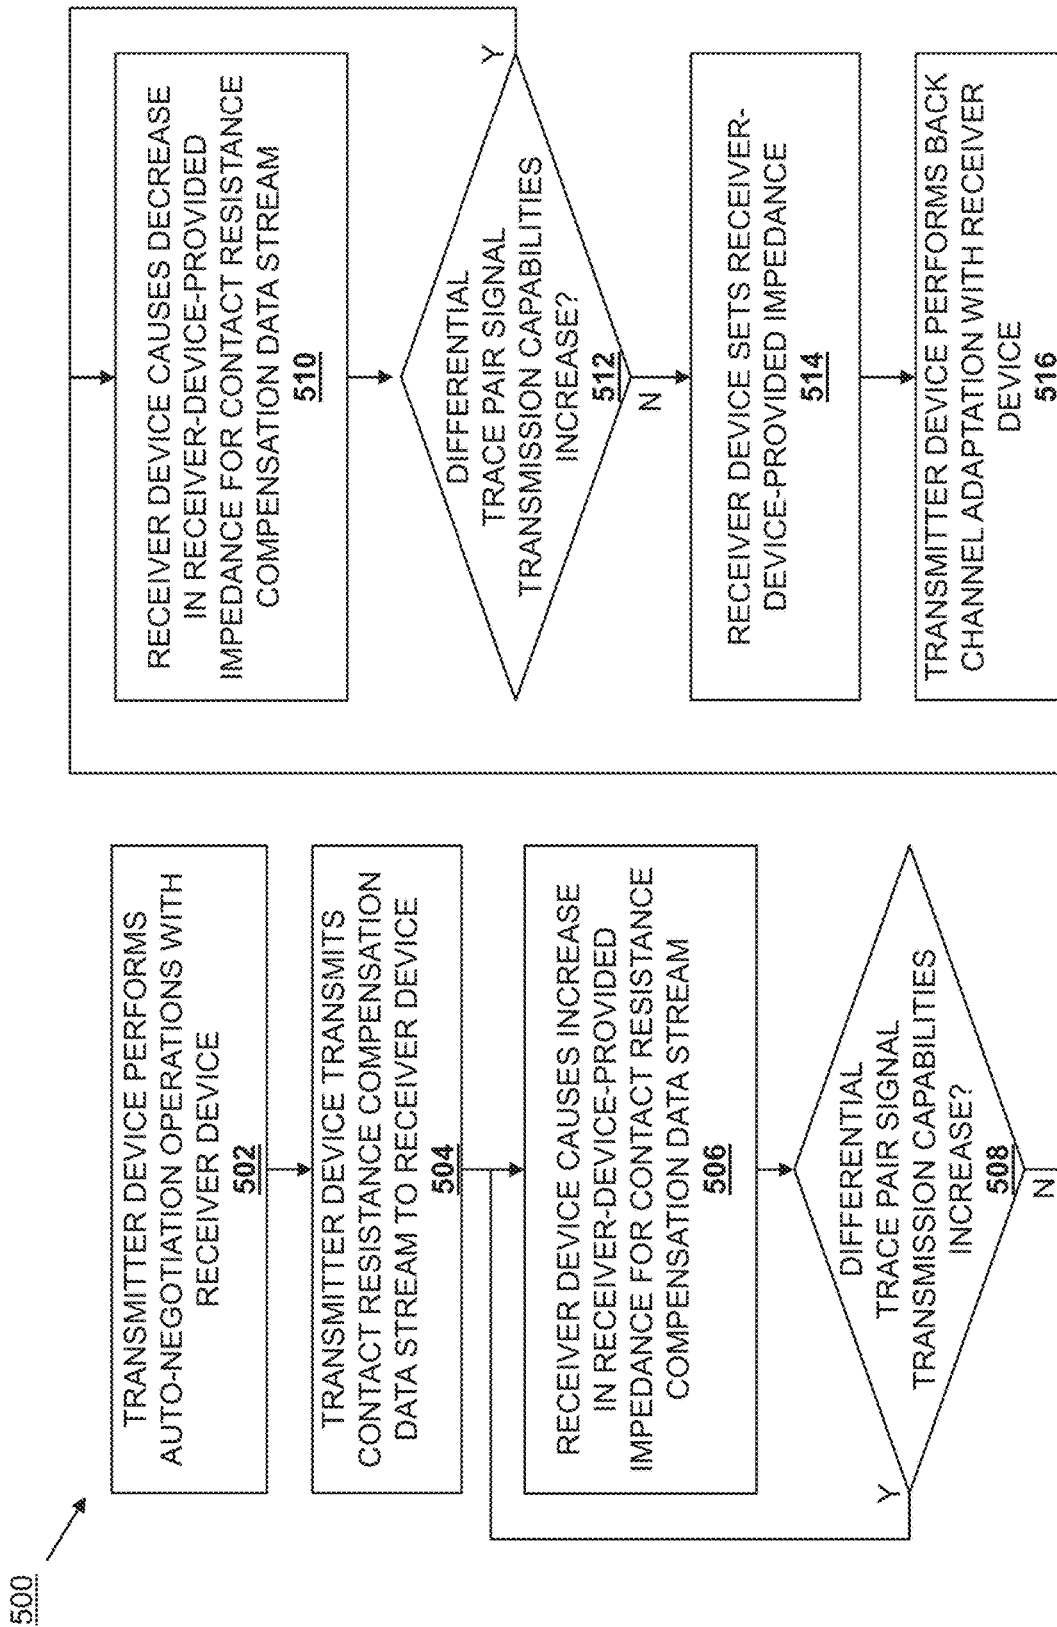 500
TRANSMITTER DEVICE PERFORMS
AUTO-NEGOTIATION OPERATIONS WITH
RECEIVER DEVICE
502
TRANSMITTER DEVICE TRANSMITS
CONTACT RESISTANCE COMPENSATION
DATA STREAM TO RECEIVER DEVICE
504
RECEIVER DEVICE CAUSES INCREASE
IN RECEIVER-DEVICE-PROVIDED
IMPEDANCE FOR CONTACT RESISTANCE
COMPENSATION DATA STREAM
506
DIFFERENTIAL
TRACE PAIR SIGNAL
TRANSMISSION CAPABILITIES
INCREASE?
508
Y
N
RECEIVER DEVICE CAUSES DECREASE
IN RECEIVER-DEVICE-PROVIDED
IMPEDANCE FOR CONTACT RESISTANCE
COMPENSATION DATA STREAM
510
DIFFERENTIAL
TRACE PAIR SIGNAL
TRANSMISSION CAPABILITIES
INCREASE?
512
Y
N
RECEIVER DEVICE SETS RECEIVER-
DEVICE-PROVIDED IMPEDANCE
514
TRANSMITTER DEVICE PERFORMS BACK
CHANNEL ADAPTATION WITH RECEIVER
DEVICE
516